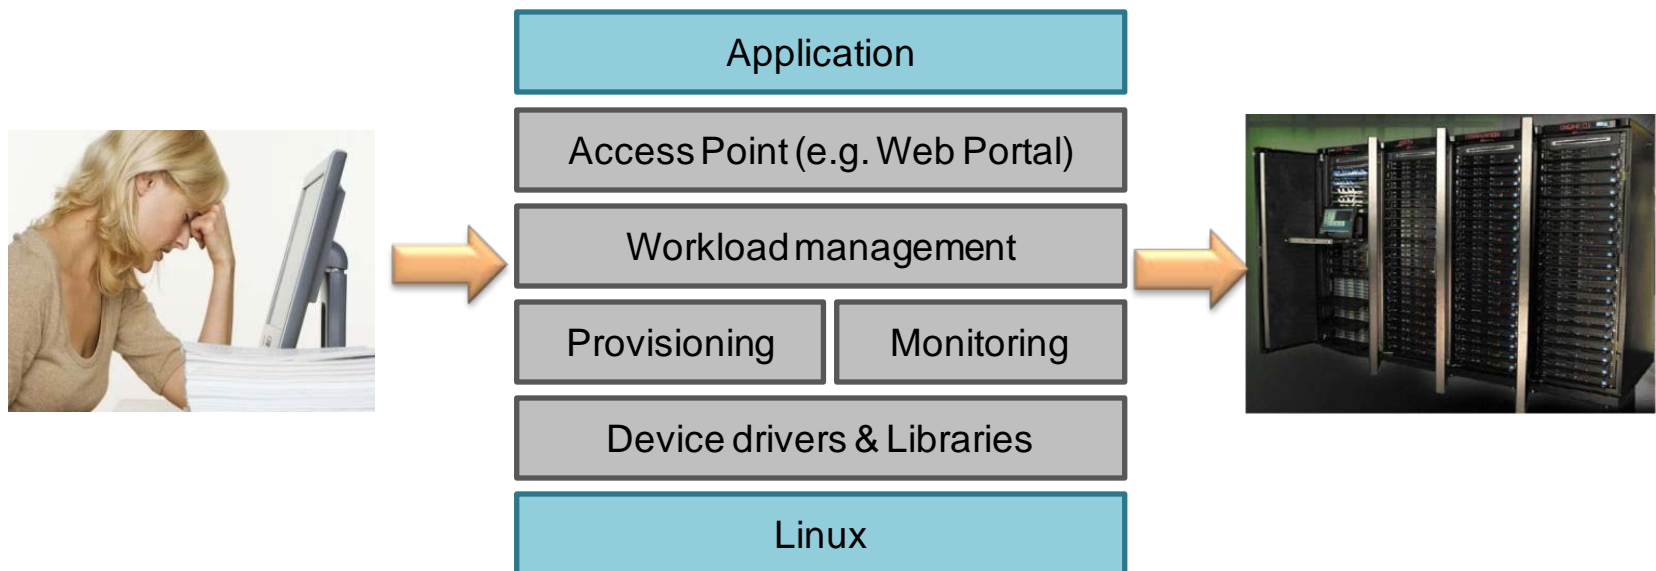 Application
Access Point (e.g. Web Portal)
Workload management
Provisioning
Monitoring
Device drivers & Libraries
Linux